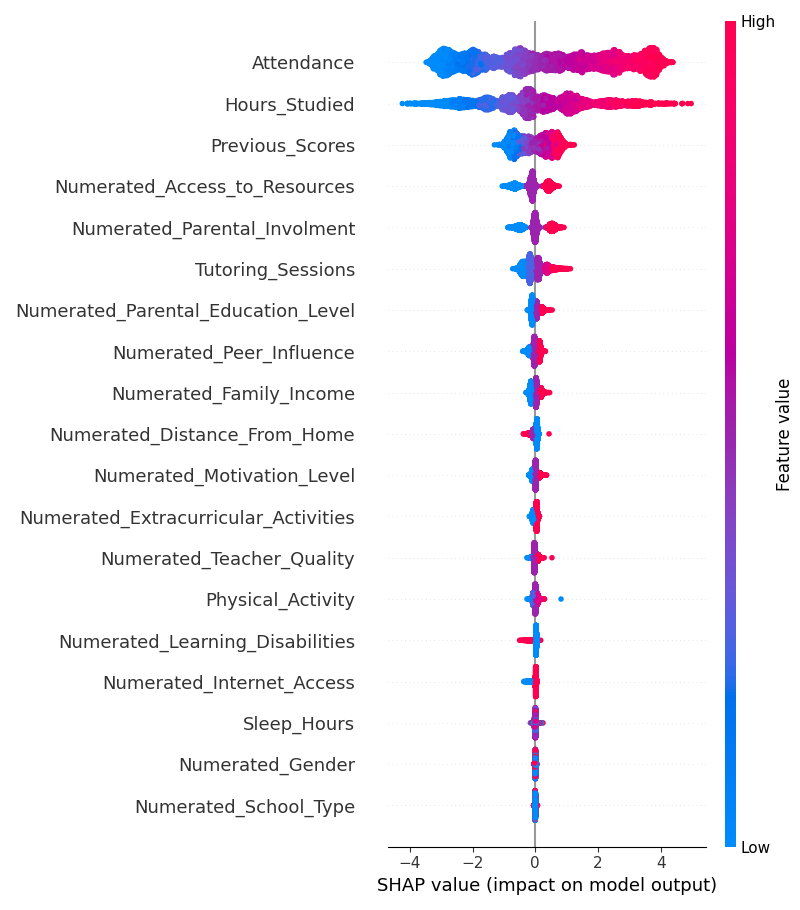 High
Attendance
Hours_Studied
Previous_Scores
Numerated_Access_to_Resources
Numerated_Parental_Involment
Tutoring_Sessions
Numerated_Parental_Education_Level
Numerated_Peer_Influence
Numerated_Family_Income
Numerated_Distance_From_Home
Numerated_Motivation_Level
Numerated_Extracurricular_Activities
Numerated_Teacher_Quality
Physical_Activity
Numerated_Learning_Disabilities
Numerated_Internet_Access
Sleep_Hours
Numerated_Gender
Numerated_School_Type
Feature value
Low
−4 −2 0 2 4
SHAP value (impact on model output)